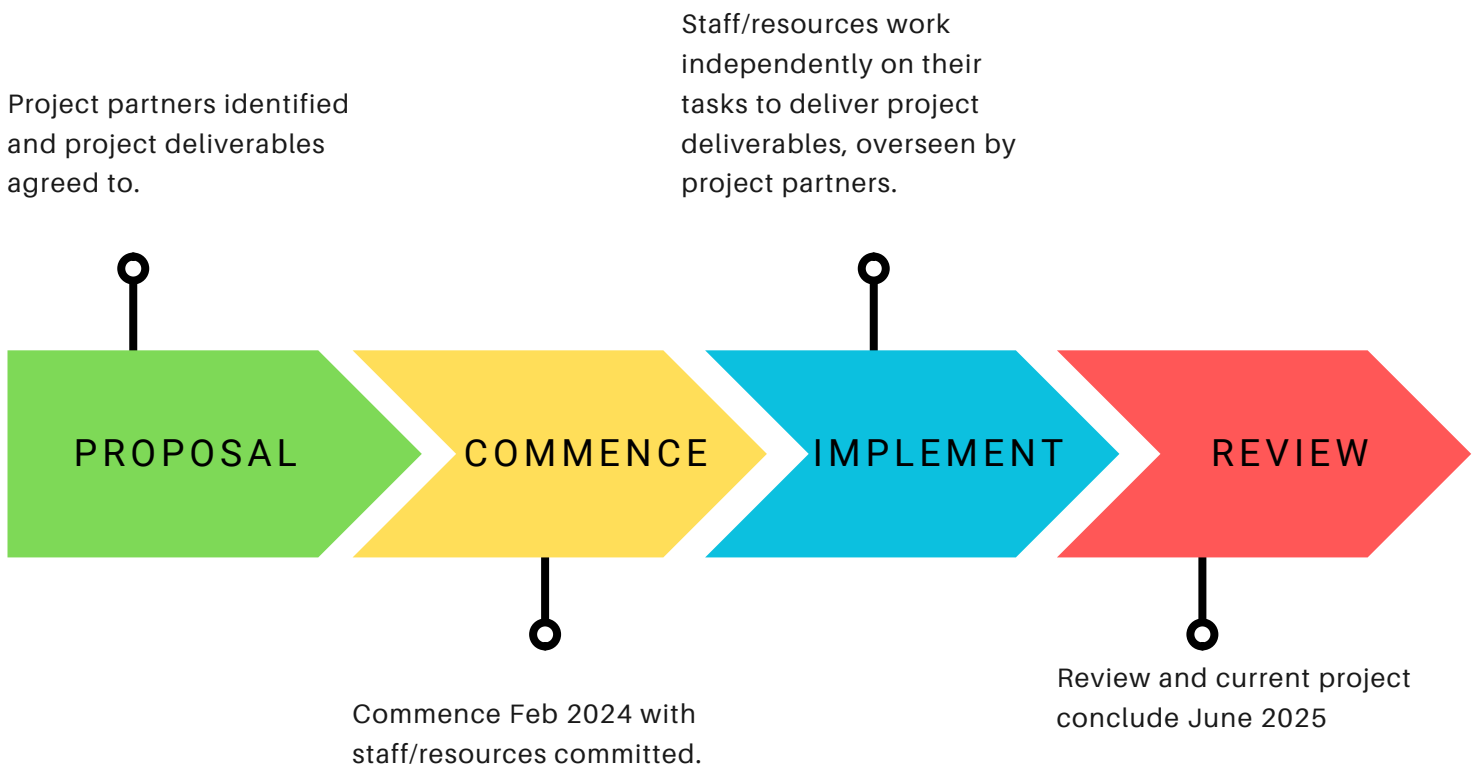 Project partners identified
and project deliverables
agreed to.
Staff/resources work
independently on their
tasks to deliver project
deliverables, overseen by
project partners.
PROPOSAL
COMMENCE
IMPLEMENT
REVIEW
Commence Feb 2024 with
staff/resources committed.
Review and current project
conclude June 2025